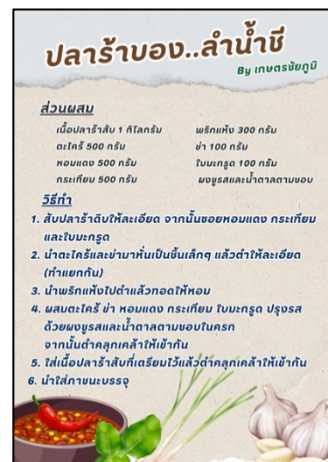 ปลาร้าบอง..ลำน้ำชี
By เกษตรชัยภูมิ
ส่วนผสม
เนื้อปลาร้าสับ 1 กิโลกรัม
พริกแห้ง 300 กรัม
ตะไคร้ 500 กรัม
ข่า 100 กรัม
หอมแดง 500 กรัม
ใบมะกรูด 100 กรัม
กระเทียม 500 กรัม
ผงชูรสและน้ำตาลตามชอบ
วิธีทำ
1. สับปลาร้าดิบให้ละเอียด จากนั้นซอยหอมแดง กระเทียม
และใบมะกรูด
2. นำตะไคร้และข่ามาหั่นเป็นชิ้นเล็กๆ แล้วตำให้ละเอียด
(ทำแยกกัน)
3. นำพริกแห้งไปตำแล้วทอดให้หอม
4. ผสมตะไคร้ ข่า หอมแดง กระเทียม ใบมะกรูด ปรุงรส
ด้วยผงชูรสและน้ำตาลตามชอบในครก
จากนั้นตำคลุกเคล้าให้เข้ากัน
5. ใส่เนื้อปลาร้าสับที่เตรียมไว้แล้วตำคลุกเคล้าให้เข้ากัน
6. นำใส่ภาชนะบรรจุ